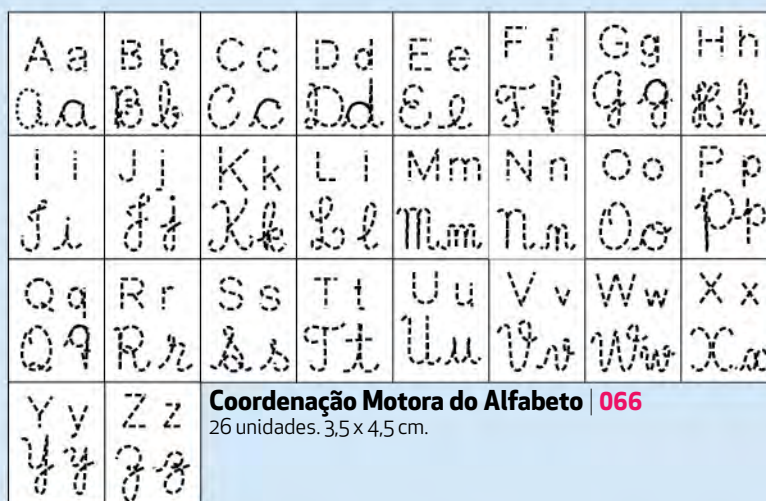 A a B b C c D d E e F f G g H h
A a B b C c D d E e F f G g H h
I i J j K k L l M m N n O o P p
I i J j K k L l M m N n O o P p
Q q R r S s T t U u V v W w X x
Q q R r S s T t U u V v W w X x
Y y Z z
Y y Z z
Coordenação Motora do Alfabeto | 066
26 unidades. 3,5 x 4,5 cm.